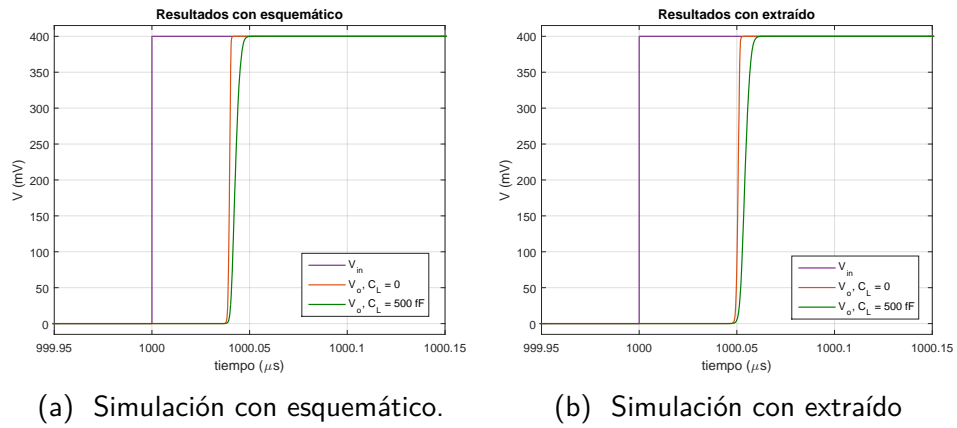 Resultados con esquemático
V (mV)
400
350
300
250
200
150
100
50
0
V_in
V_o, C_L = 0
V_o, C_L = 500 fF
999.95 1000 1000.05 1000.1 1000.15
tiempo (μs)
(a) Simulación con esquemático.
Resultados con extraído
V (mV)
400
350
300
250
200
150
100
50
0
V_in
V_o, C_L = 0
V_o, C_L = 500 fF
999.95 1000 1000.05 1000.1 1000.15
tiempo (μs)
(b) Simulación con extraído